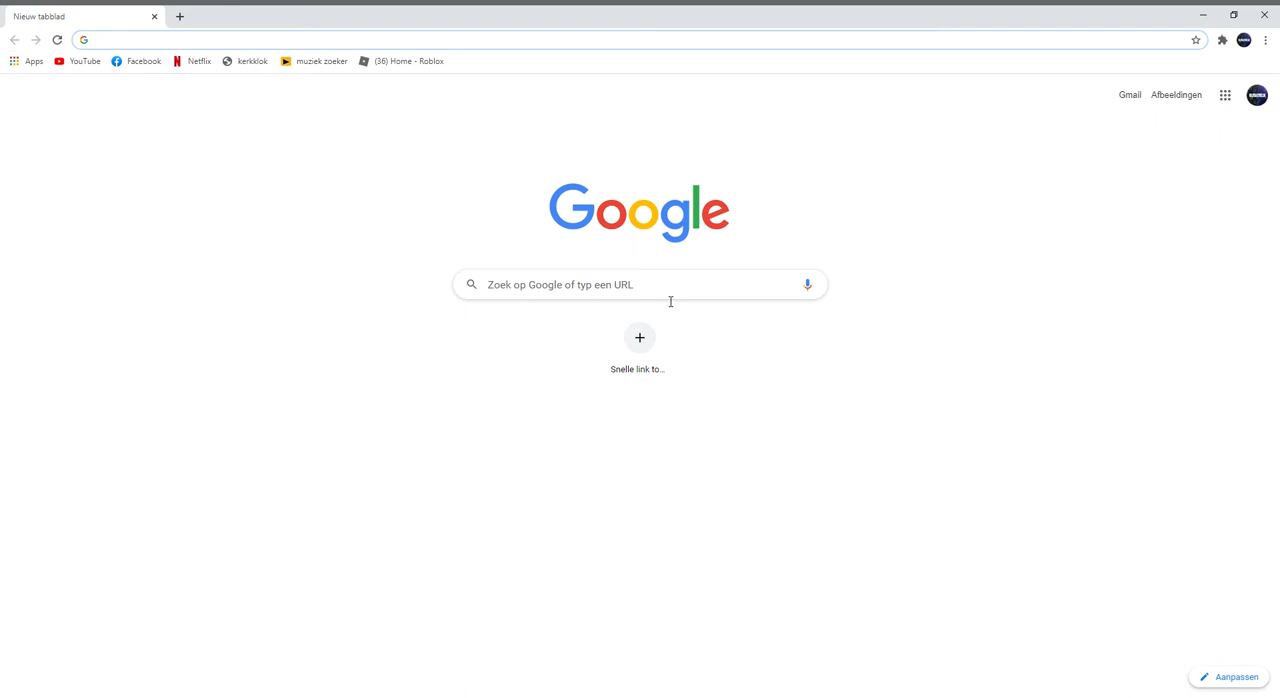 Nieuw tabblad
Apps YouTube Facebook Netflix kerkklok muziek zoeker (36) Home - Roblox
Gmail Afbeeldingen
Google
Zoek op Google of typ een URL
Snelle link to...
Aanpassen